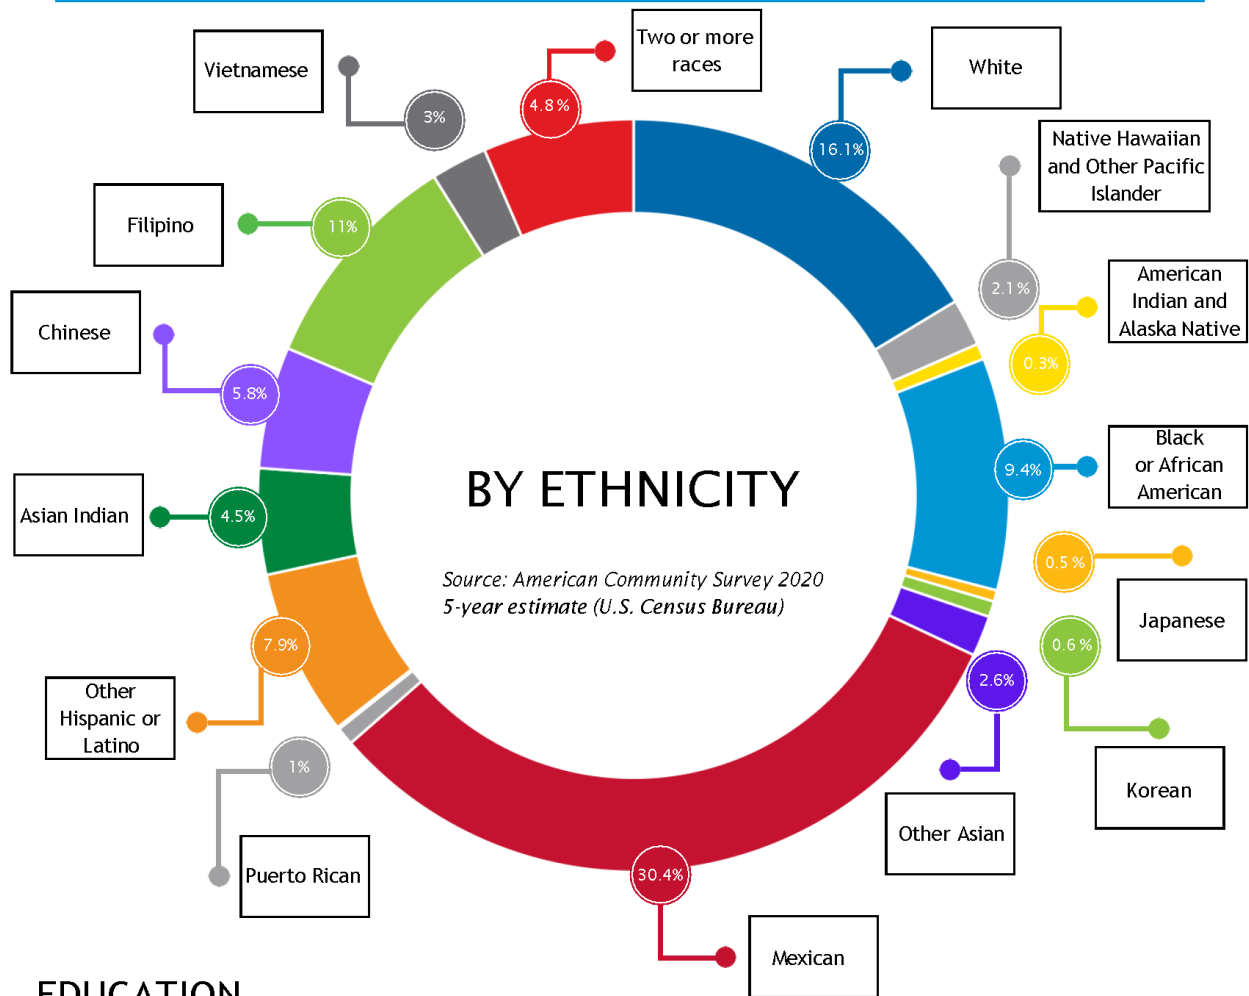 Two or more
races
4.8%
White
16.1%
Native Hawaiian
and Other Pacific
Islander
2.1%
American
Indian and
Alaska Native
0.3%
Black
or African
American
9.4%
0.5 %
Japanese
0.6 %
Korean
2.6%
Other Asian
30.4%
Mexican
1%
Puerto Rican
7.9%
Other
Hispanic or
Latino
4.5%
Asian Indian
5.8%
Chinese
11%
Filipino
3%
Vietnamese
BY ETHNICITY
Source: American Community Survey 2020
5-year estimate (U.S. Census Bureau)
EDUCATION